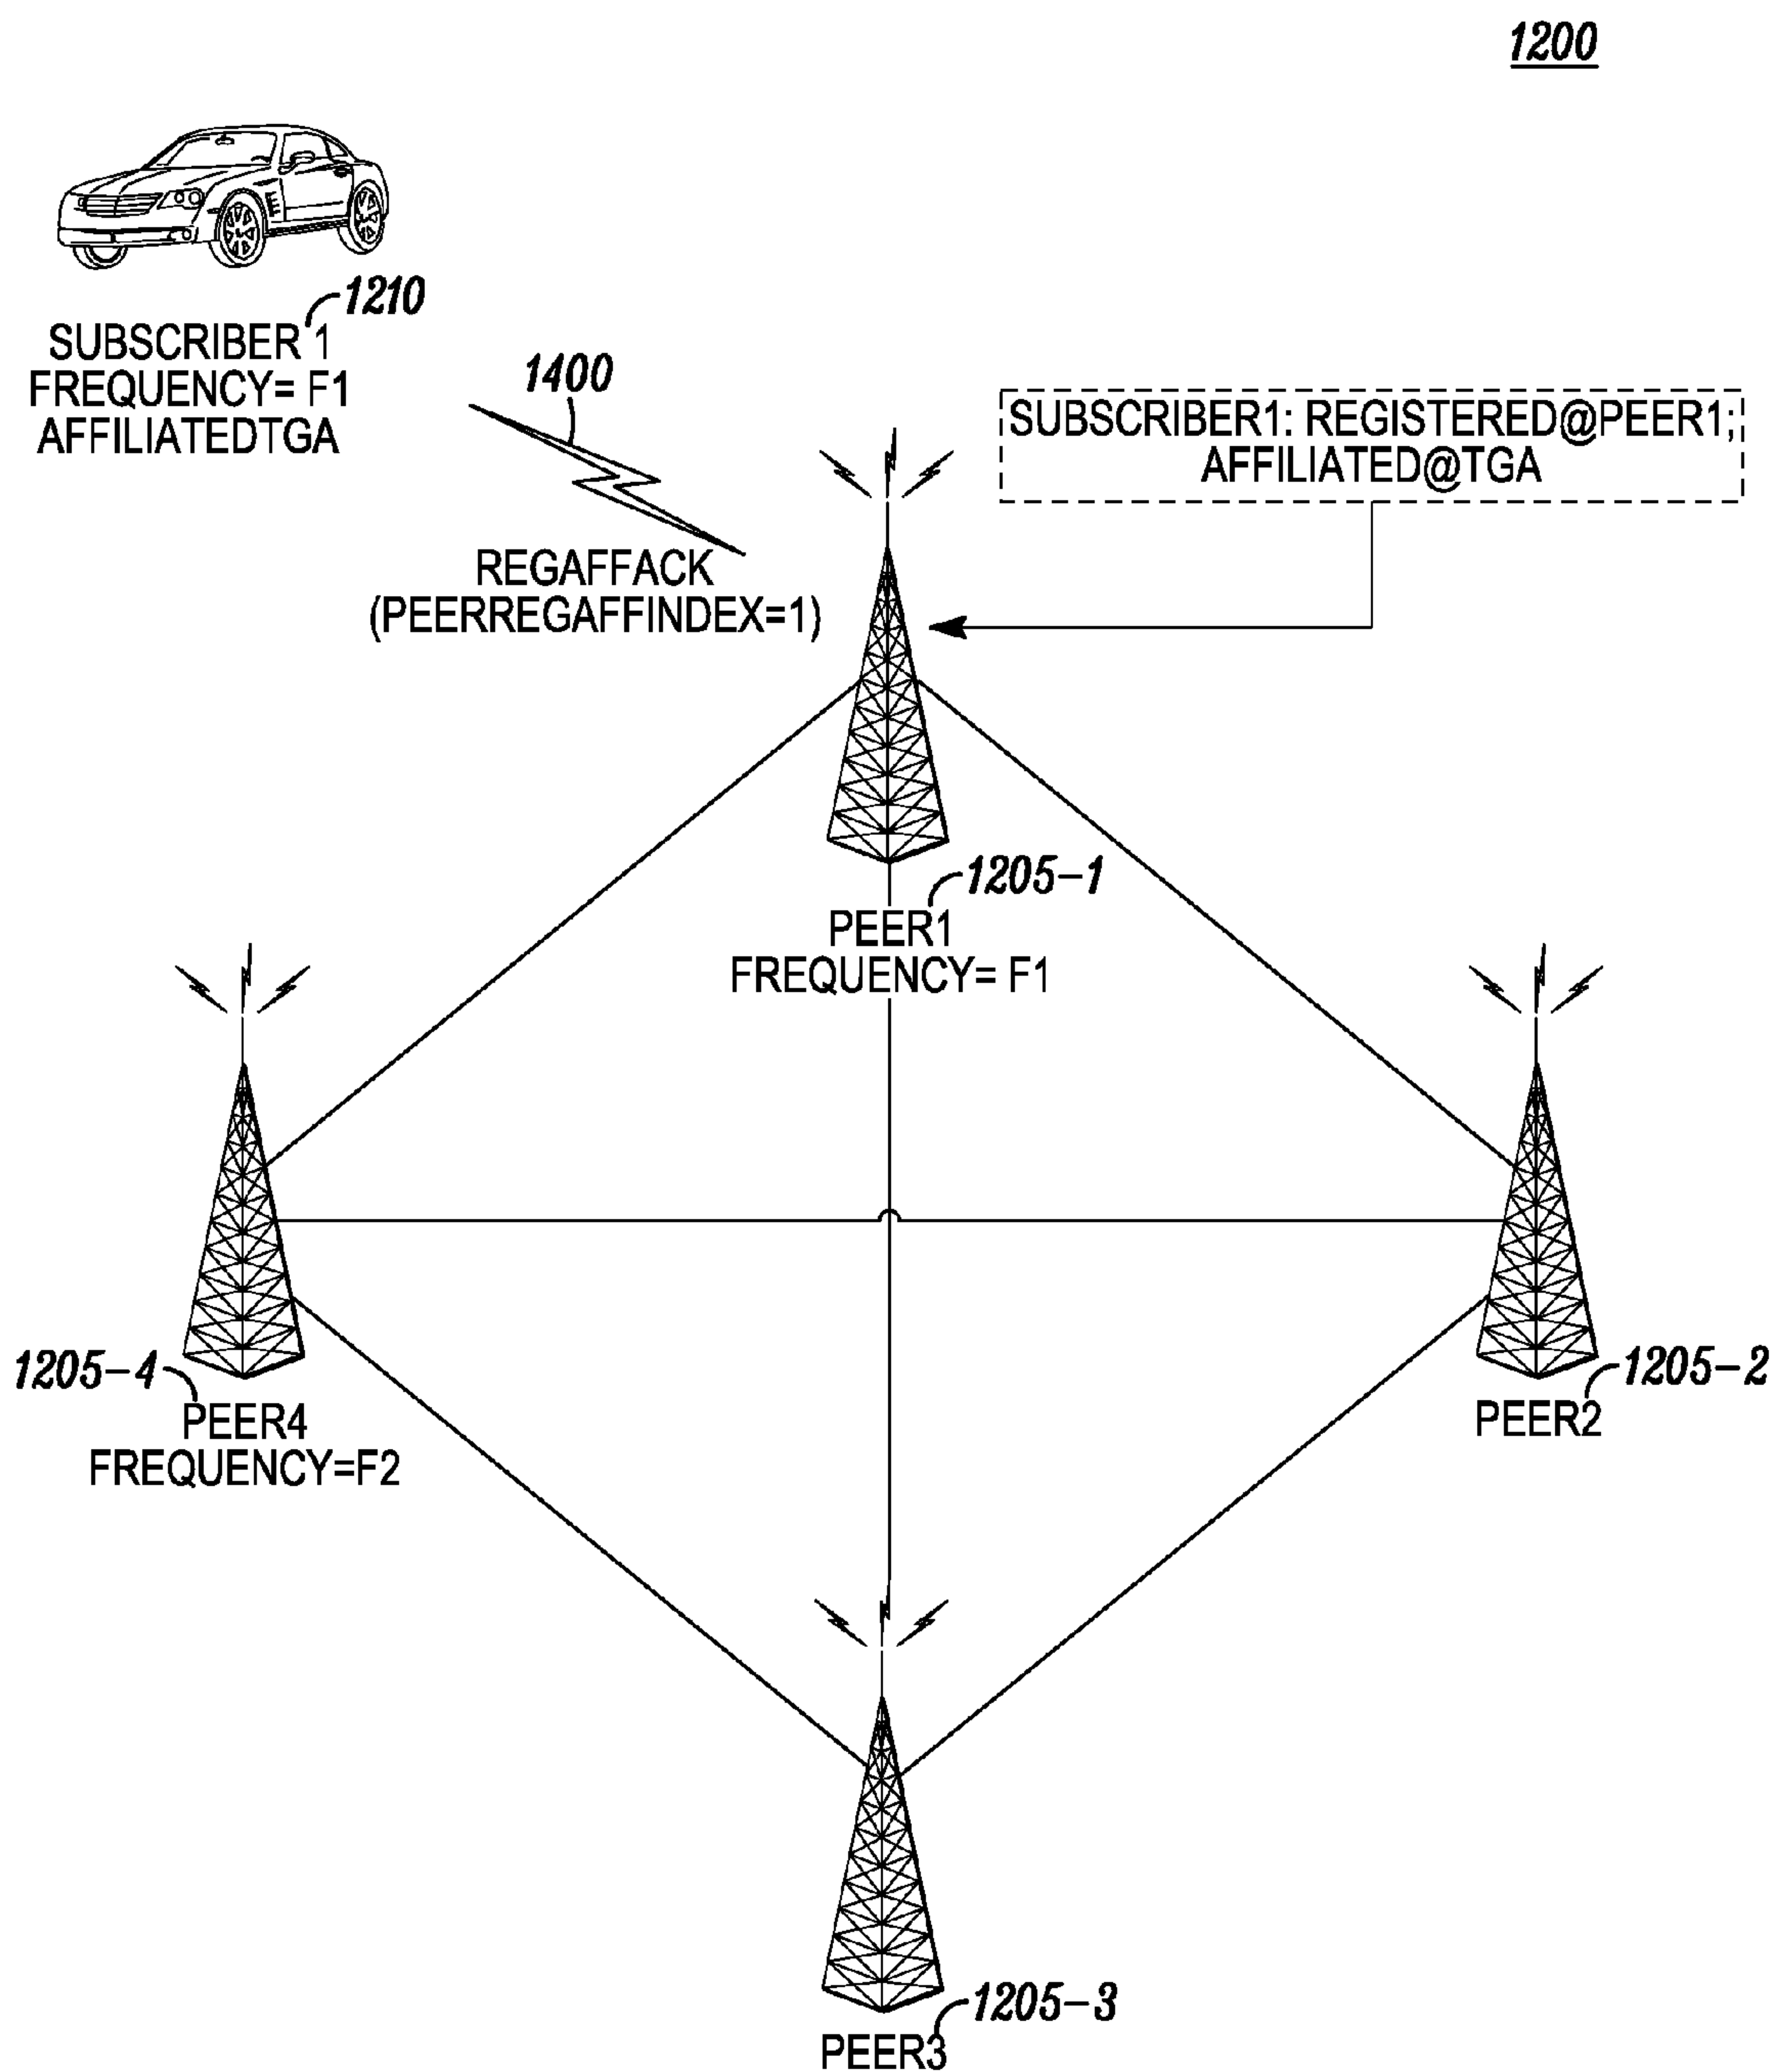 1200
1210
SUBSCRIBER 1
FREQUENCY= F1
AFFILIATEDTGA
1400
SUBSCRIBER1: REGISTERED@PEER1;
AFFILIATED@TGA
REGAFFACK
(PEERREGAFFINDEX=1)
1205-1
PEER1
FREQUENCY= F1
1205-4
PEER4
FREQUENCY=F2
1205-2
PEER2
1205-3
PEER3